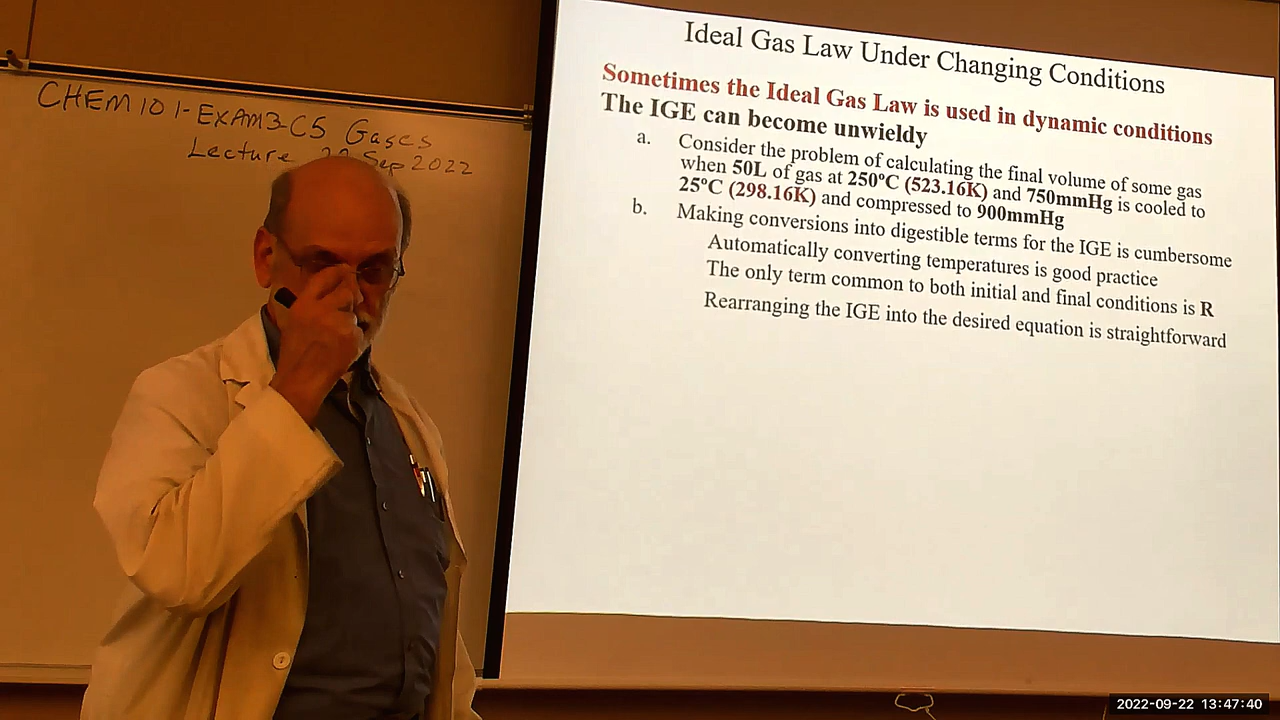 CHEM 101-EXAM3-C5 Gases
Lecture Sep 2022
Ideal Gas Law Under Changing Conditions
Sometimes the Ideal Gas Law is used in dynamic conditions
The IGE can become unwieldy
a. Consider the problem of calculating the final volume of some gas
when 50L of gas at 250ºC (523.16K) and 750mmHg is cooled to
25ºC (298.16K) and compressed to 900mmHg
b. Making conversions into digestible terms for the IGE is cumbersome
Automatically converting temperatures is good practice
The only term common to both initial and final conditions is R
Rearranging the IGE into the desired equation is straightforward
2022-09-22 13:47:40